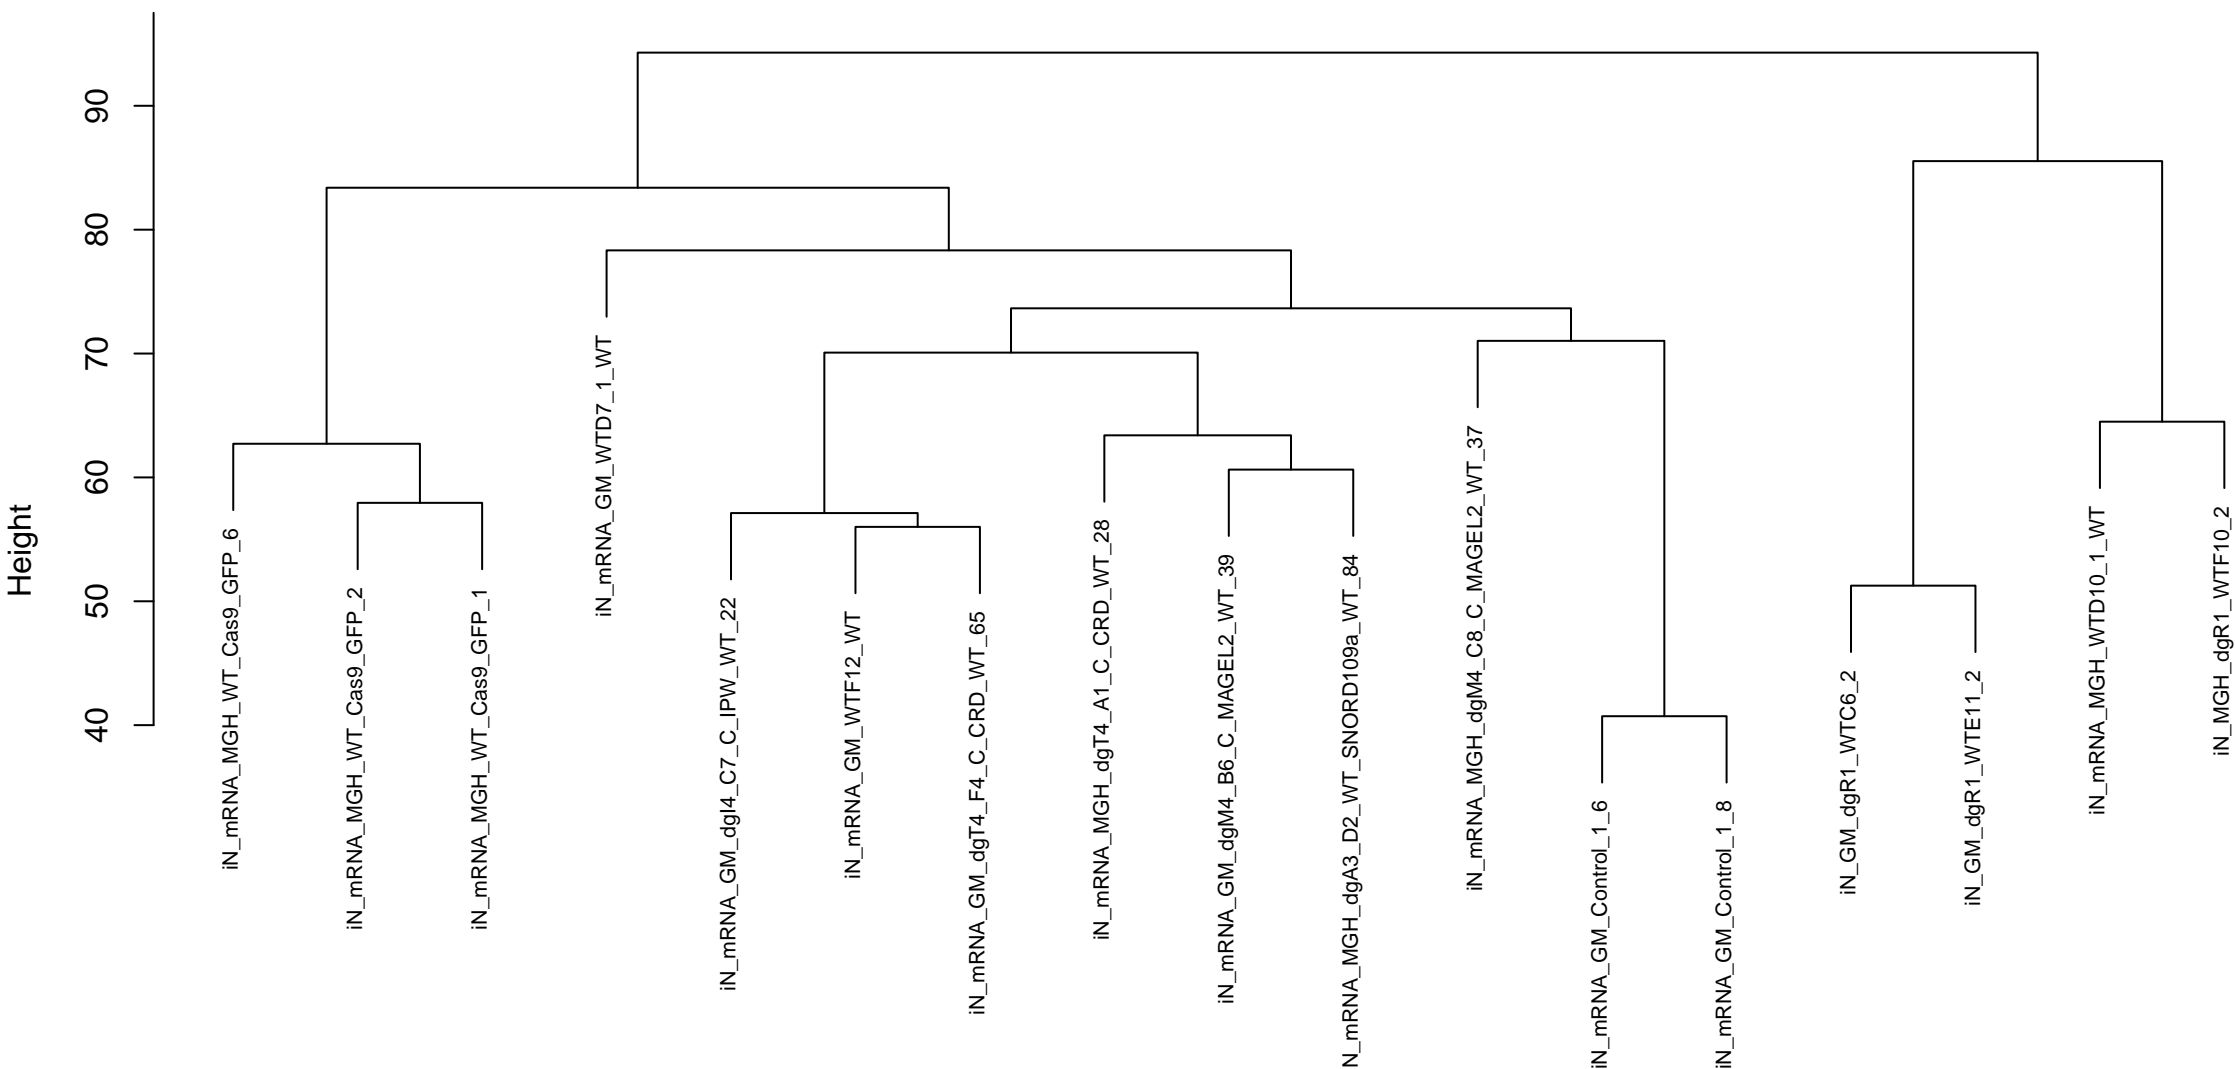 Height
90
80
70
60
50
40
iN_mRNA_MGH_WT_Cas9_GFP_6
iN_mRNA_MGH_WT_Cas9_GFP_2
iN_mRNA_MGH_WT_Cas9_GFP_1
iN_mRNA_GM_WTD7_1_WT
iN_mRNA_GM_dgI4_C7_C_IPW_WT_22
iN_mRNA_GM_WTF12_WT
iN_mRNA_GM_dgT4_F4_C_CRD_WT_65
iN_mRNA_MGH_dgT4_A1_C_CRD_WT_28
iN_mRNA_GM_dgM4_B6_C_MAGEL2_WT_39
N_mRNA_MGH_dgA3_D2_WT_SNORD109a_WT_84
iN_mRNA_MGH_dgM4_C8_C_MAGEL2_WT_37
iN_mRNA_GM_Control_1_6
iN_mRNA_GM_Control_1_8
iN_GM_dgR1_WTC6_2
iN_GM_dgR1_WTE11_2
iN_mRNA_MGH_WTD10_1_WT
iN_MGH_dgR1_WTF10_2